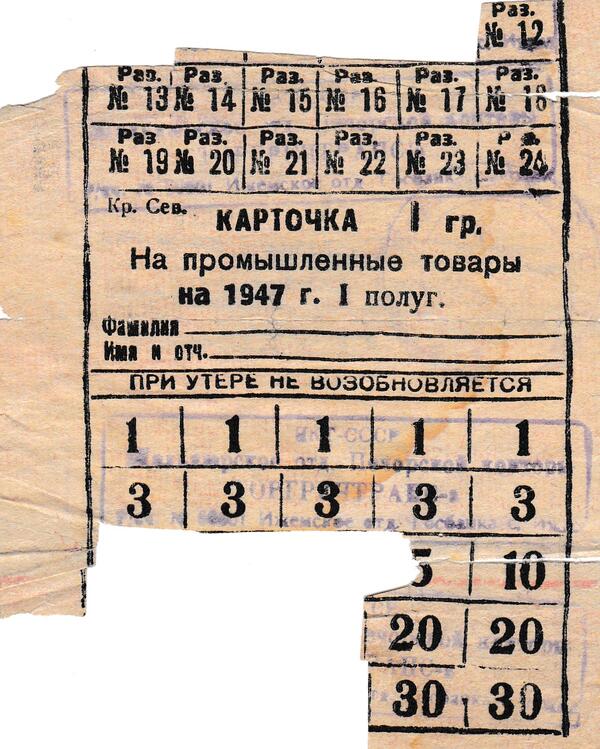 Раз.
№ 12
Раз. Раз. Раз. Раз. Раз. Раз.
№ 13 № 14 № 15 № 16 № 17 № 18
Раз Раз. Раз. Раз. Раз.
№ 19 № 20 № 21 № 22 № 23 № 24
Кр. Сев.
КАРТОЧКА I гр.
На промышленные товары
на 1947 г. I полуг.
Фамилия
Имя и отч.
ПРИ УТЕРЕ НЕ ВОЗОБНОВЛЯЕТСЯ
1 1 1 1 1
3 3 3 3 3
5 10
20 20
30 30